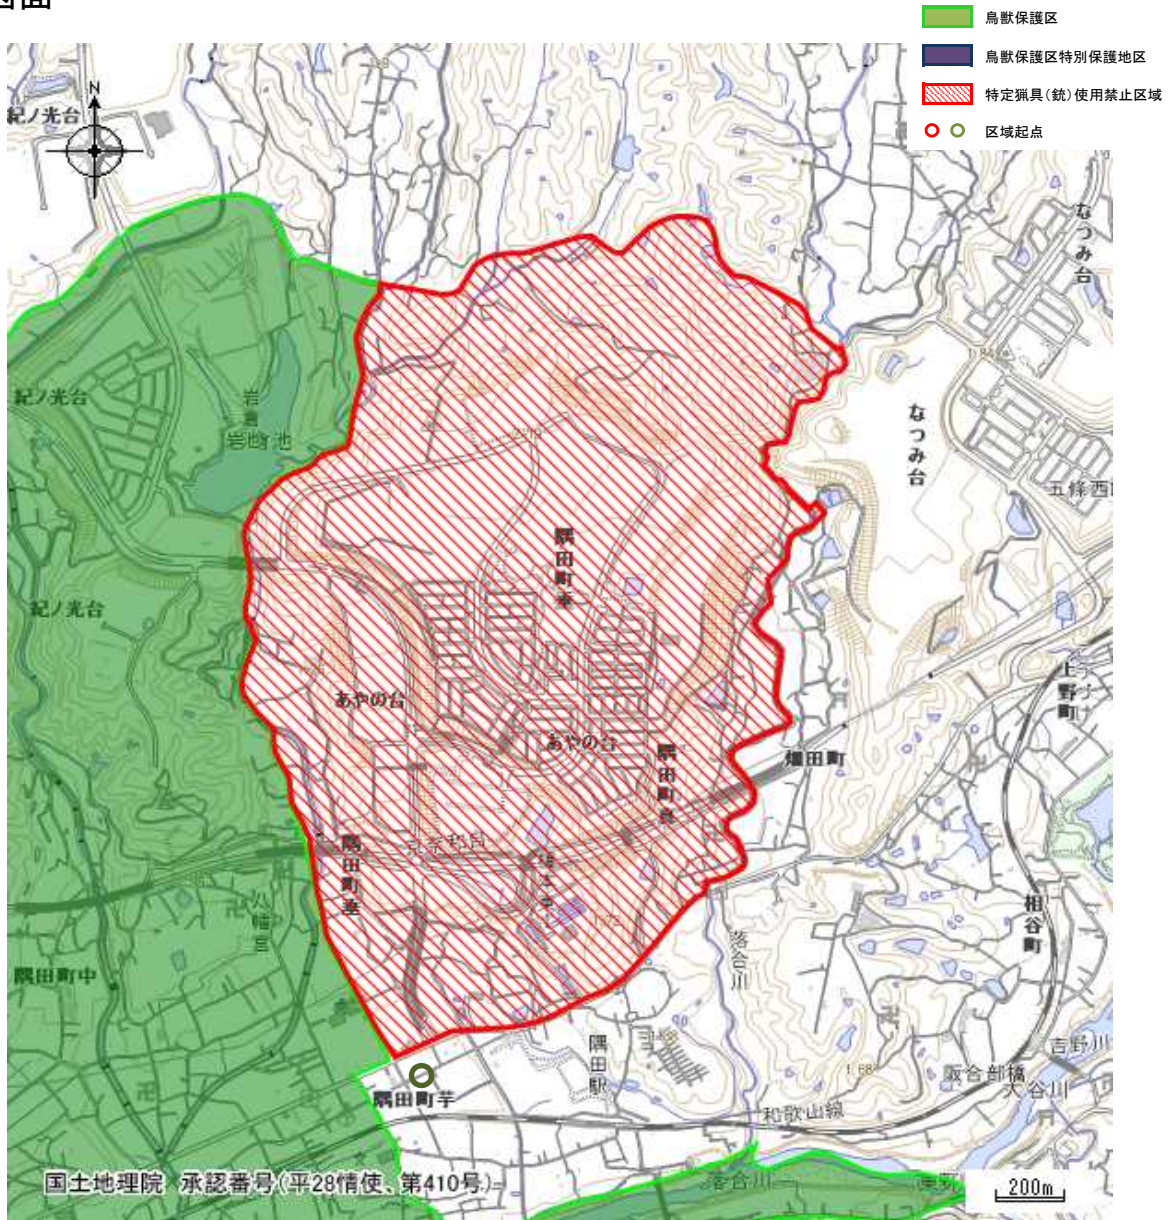 鳥獣保護区
鳥獣保護区特別保護地区
特定猟具(銃)使用禁止区域
区域起点
N
紀ノ光台
なつみ台
紀ノ光台
岩倉池
なつみ台
五條西
隅田町
紀ノ光台
上野町
あやの台
あやの台
畑田町
隅田町
京奈和自
隅田町
八幡宮
相谷町
隅田町中
落合川
72
隅田駅
吉野川
168
阪合部橋
大谷川
隅田町芋
和歌山線
落合川
国土地理院 承認番号(平28情使、第410号)
200m